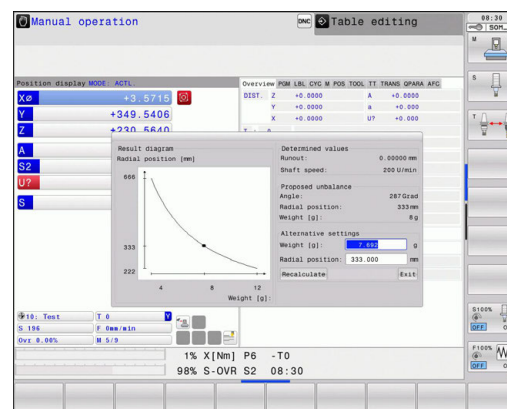 Manual operation
DNC
Table editing
08:30
SOM_
M
Position display MODE: ACTL.
Overview PGM LBL CYC M POS TOOL TT TRANS QPARA AFC
XØ +3.5715
DIST. Z +0.0000 A +0.000
Y +349.5406
Y +0.0000 a +0.000
X +0.0000 U? +0.000
Z +230.5640
S
T
A
S2
U?
S
Result diagram
Radial position [mm]
666
333
222
4 8 12
Weight [g]:
Determined values
Runout: 0.00000 mm
Shaft speed: 200 U/min
Proposed unbalance
Angle: 287 Grad
Radial position: 333 mm
Weight [g]: 8 g
Alternative settings
Weight [g]: 7.692 g
Radial position: 333.000 mm
Recalculate Exit
10: Test T 0 Y
S 196 F 0mm/min
Ovr 0.00% M 5/9
1% X[Nm] P6 -T0
98% S-OVR S2 08:30
S100%
OFF
F100%
OFF